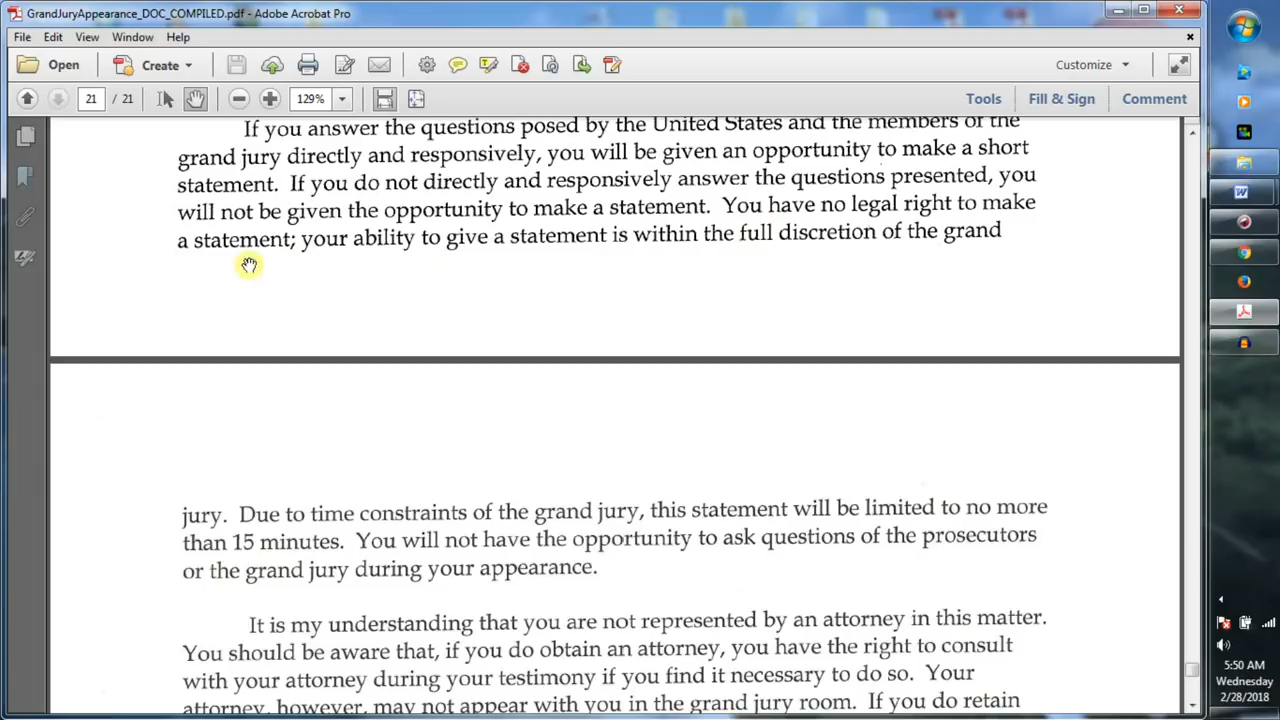 GrandJuryAppearance_DOC_COMPILED.pdf - Adobe Acrobat Pro
File Edit View Window Help
Open Create Customize
21 / 21 129% Tools Fill & Sign Comment
If you answer the questions posed by the United States and the members of the
grand jury directly and responsively, you will be given an opportunity to make a short
statement. If you do not directly and responsively answer the questions presented, you
will not be given the opportunity to make a statement. You have no legal right to make
a statement; your ability to give a statement is within the full discretion of the grand
jury. Due to time constraints of the grand jury, this statement will be limited to no more
than 15 minutes. You will not have the opportunity to ask questions of the prosecutors
or the grand jury during your appearance.
It is my understanding that you are not represented by an attorney in this matter.
You should be aware that, if you do obtain an attorney, you have the right to consult
with your attorney during your testimony if you find it necessary to do so. Your
attorney, however, may not appear with you in the grand jury room. If you do retain
5:50 AM
Wednesday
2/28/2018